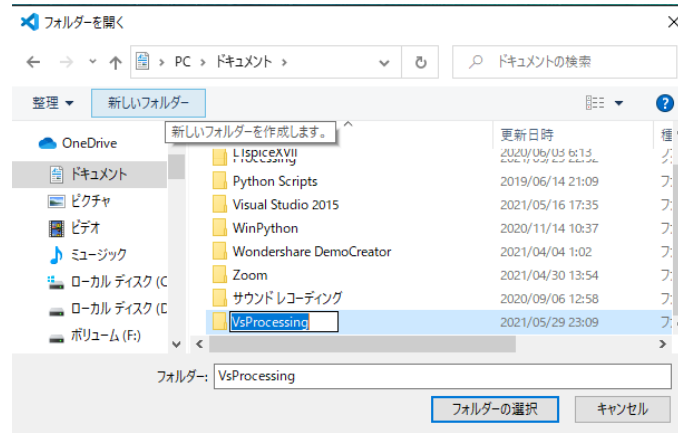 フォルダーを開く
PC > ドキュメント >
ドキュメントの検索
整理
新しいフォルダー
新しいフォルダーを作成します。
更新日時
種
OneDrive
ドキュメント
ピクチャ
ビデオ
ミュージック
ローカル ディスク (C
ローカル ディスク (D
ボリューム (F:)
LTspiceXVII 2020/06/03 6:13
Processing
Python Scripts 2019/06/14 21:09 フ
Visual Studio 2015 2021/05/16 17:35 フ
WinPython 2020/11/14 10:37 フ
Wondershare DemoCreator 2021/04/04 1:02 フ
Zoom 2021/04/30 13:54 フ
サウンド レコーディング 2020/09/06 12:58 フ
VsProcessing 2021/05/29 23:09 フ
フォルダー: VsProcessing
フォルダーの選択
キャンセル